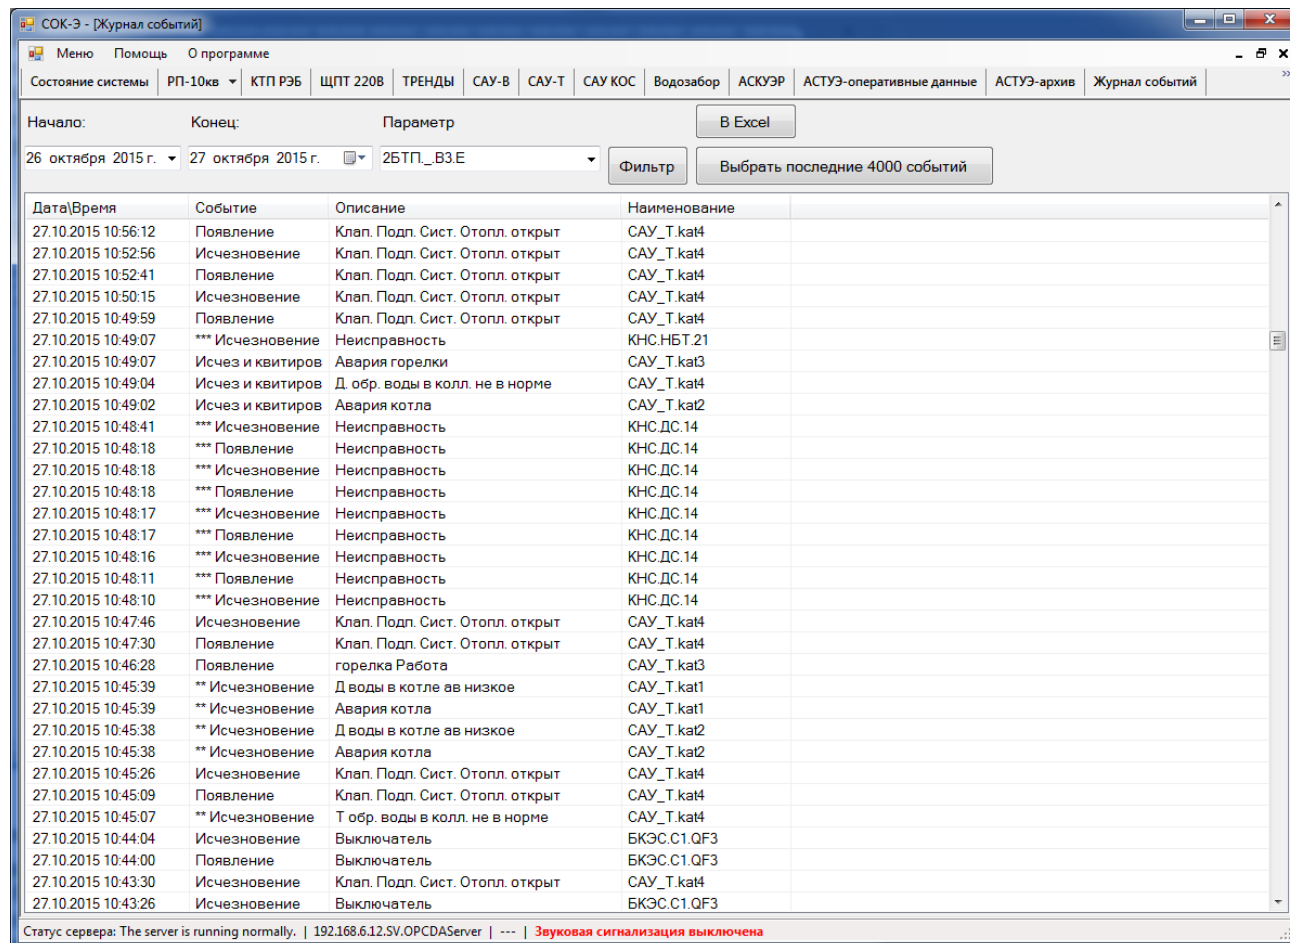 СОК-Э - [Журнал событий]
Меню Помощь О программе
Состояние системы РП-10кв КТП РЭБ ЩПТ 220В ТРЕНДЫ САУ-В САУ-Т САУ КОС Водозабор АСКУЭР АСТУЭ-оперативные данные АСТУЭ-архив Журнал событий
Начало: Конец: Параметр В Excel
26 октября 2015 г. 27 октября 2015 г. 2БТП._.В3.Е Фильтр Выбрать последние 4000 событий
Дата\Время Событие Описание Наименование
27.10.2015 10:56:12 Появление Клап. Подп. Сист. Отопл. открыт САУ_Т.kat4
27.10.2015 10:52:56 Исчезновение Клап. Подп. Сист. Отопл. открыт САУ_Т.kat4
27.10.2015 10:52:41 Появление Клап. Подп. Сист. Отопл. открыт САУ_Т.kat4
27.10.2015 10:50:15 Исчезновение Клап. Подп. Сист. Отопл. открыт САУ_Т.kat4
27.10.2015 10:49:59 Появление Клап. Подп. Сист. Отопл. открыт САУ_Т.kat4
27.10.2015 10:49:07 *** Исчезновение Неисправность КНС.НБТ.21
27.10.2015 10:49:07 Исчез и квитиров Авария горелки САУ_Т.kat3
27.10.2015 10:49:04 Исчез и квитиров Д. обр. воды в колл. не в норме САУ_Т.kat4
27.10.2015 10:49:02 Исчез и квитиров Авария котла САУ_Т.kat2
27.10.2015 10:48:41 *** Исчезновение Неисправность КНС.ДС.14
27.10.2015 10:48:18 *** Появление Неисправность КНС.ДС.14
27.10.2015 10:48:18 *** Исчезновение Неисправность КНС.ДС.14
27.10.2015 10:48:18 *** Появление Неисправность КНС.ДС.14
27.10.2015 10:48:17 *** Исчезновение Неисправность КНС.ДС.14
27.10.2015 10:48:17 *** Появление Неисправность КНС.ДС.14
27.10.2015 10:48:16 *** Исчезновение Неисправность КНС.ДС.14
27.10.2015 10:48:11 *** Появление Неисправность КНС.ДС.14
27.10.2015 10:48:10 *** Исчезновение Неисправность КНС.ДС.14
27.10.2015 10:47:46 Исчезновение Клап. Подп. Сист. Отопл. открыт САУ_Т.kat4
27.10.2015 10:47:30 Появление Клап. Подп. Сист. Отопл. открыт САУ_Т.kat4
27.10.2015 10:46:28 Появление горелка Работа САУ_Т.kat3
27.10.2015 10:45:39 ** Исчезновение Д воды в котле ав низкое САУ_Т.kat1
27.10.2015 10:45:39 ** Исчезновение Авария котла САУ_Т.kat1
27.10.2015 10:45:38 ** Исчезновение Д воды в котле ав низкое САУ_Т.kat2
27.10.2015 10:45:38 ** Исчезновение Авария котла САУ_Т.kat2
27.10.2015 10:45:26 Исчезновение Клап. Подп. Сист. Отопл. открыт САУ_Т.kat4
27.10.2015 10:45:09 Появление Клап. Подп. Сист. Отопл. открыт САУ_Т.kat4
27.10.2015 10:45:07 ** Исчезновение Т обр. воды в колл. не в норме САУ_Т.kat4
27.10.2015 10:44:04 Исчезновение Выключатель БКЭС.С1.QF3
27.10.2015 10:44:00 Появление Выключатель БКЭС.С1.QF3
27.10.2015 10:43:30 Исчезновение Клап. Подп. Сист. Отопл. открыт САУ_Т.kat4
27.10.2015 10:43:26 Исчезновение Выключатель БКЭС.С1.QF3
Статус сервера: The server is running normally. | 192.168.6.12.SV.OPCDAServer | --- | Звуковая сигнализация выключена